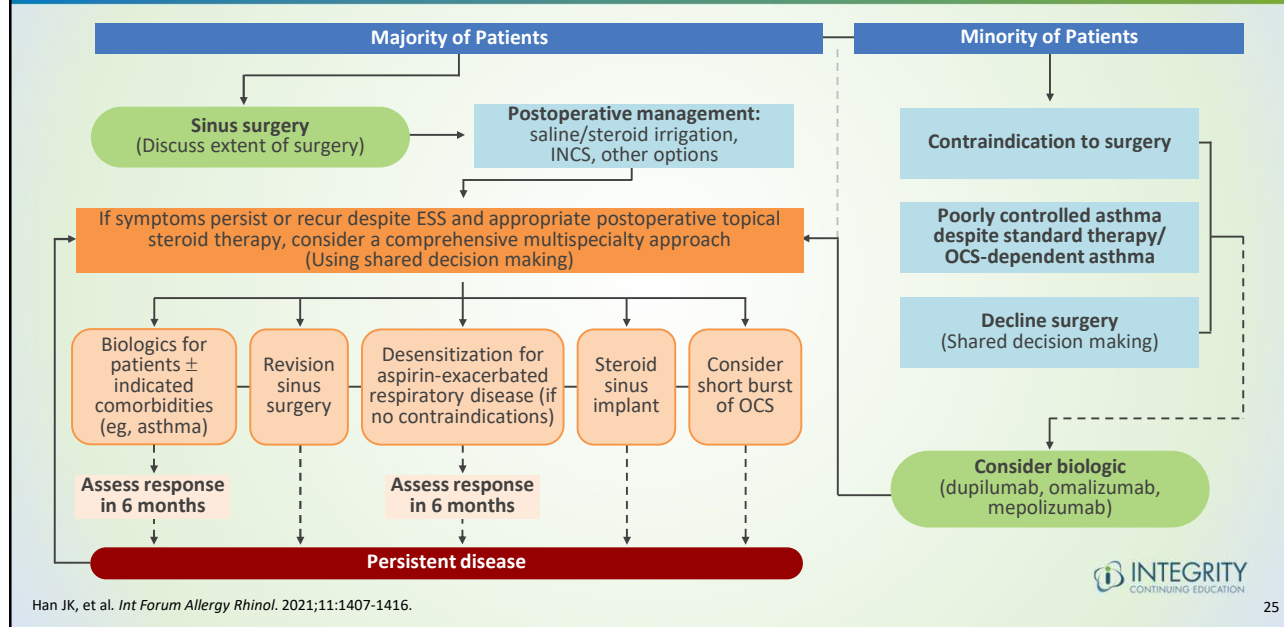 Majority of Patients
Minority of Patients
Sinus surgery
(Discuss extent of surgery)
Postoperative management:
saline/steroid irrigation,
INCS, other options
Contraindication to surgery
Poorly controlled asthma
despite standard therapy/
OCS-dependent asthma
Decline surgery
(Shared decision making)
If symptoms persist or recur despite ESS and appropriate postoperative topical
steroid therapy, consider a comprehensive multispecialty approach
(Using shared decision making)
Biologics for
patients ±
indicated
comorbidities
(eg, asthma)
Revision
sinus
surgery
Desensitization for
aspirin-exacerbated
respiratory disease (if
no contraindications)
Steroid
sinus
implant
Consider
short burst
of OCS
Assess response
in 6 months
Assess response
in 6 months
Consider biologic
(dupilumab, omalizumab,
mepolizumab)
Persistent disease
INTEGRITY
CONTINUING EDUCATION
Han JK, et al. Int Forum Allergy Rhinol. 2021;11:1407-1416.
25